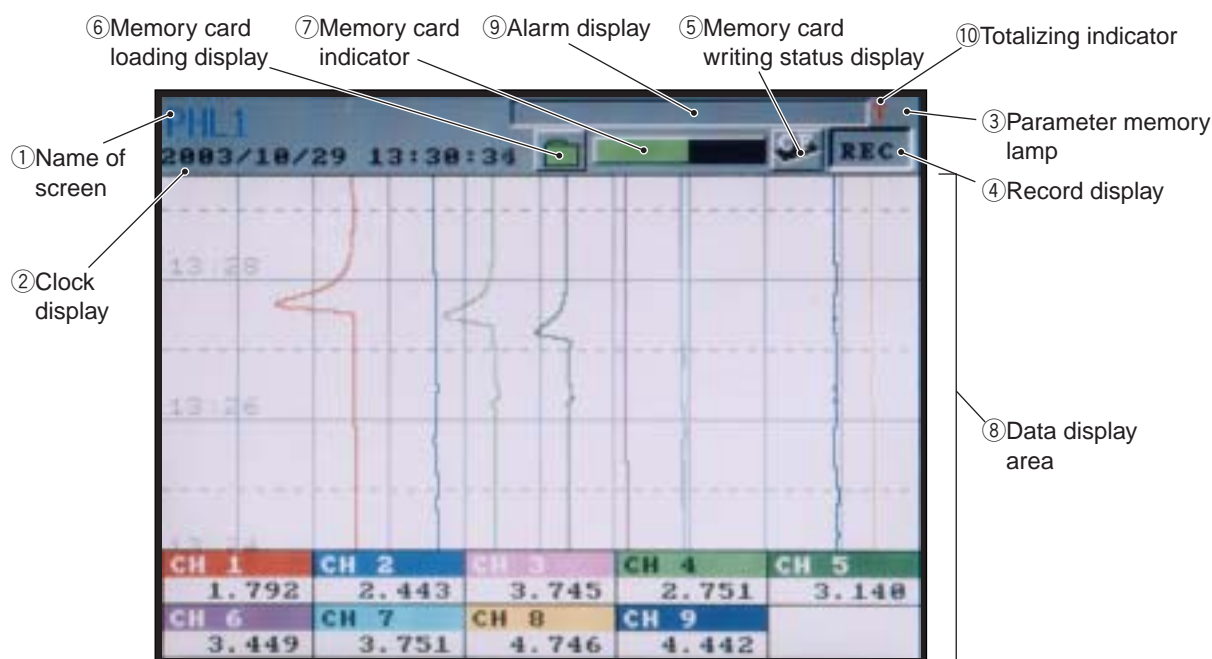 ⑥Memory card
loading display
⑦Memory card
indicator
⑨Alarm display
⑤Memory card
writing status display
⑩Totalizing indicator
①Name of
screen
③Parameter memory
lamp
④Record display
②Clock
display
⑧Data display
area
PHL1
2003/10/29 13:30:34
REC
13:28
13:26
13:24
CH 1 CH 2 CH 3 CH 4 CH 5
1.792 2.443 3.745 2.751 3.140
CH 6 CH 7 CH 8 CH 9
3.449 3.751 4.746 4.442